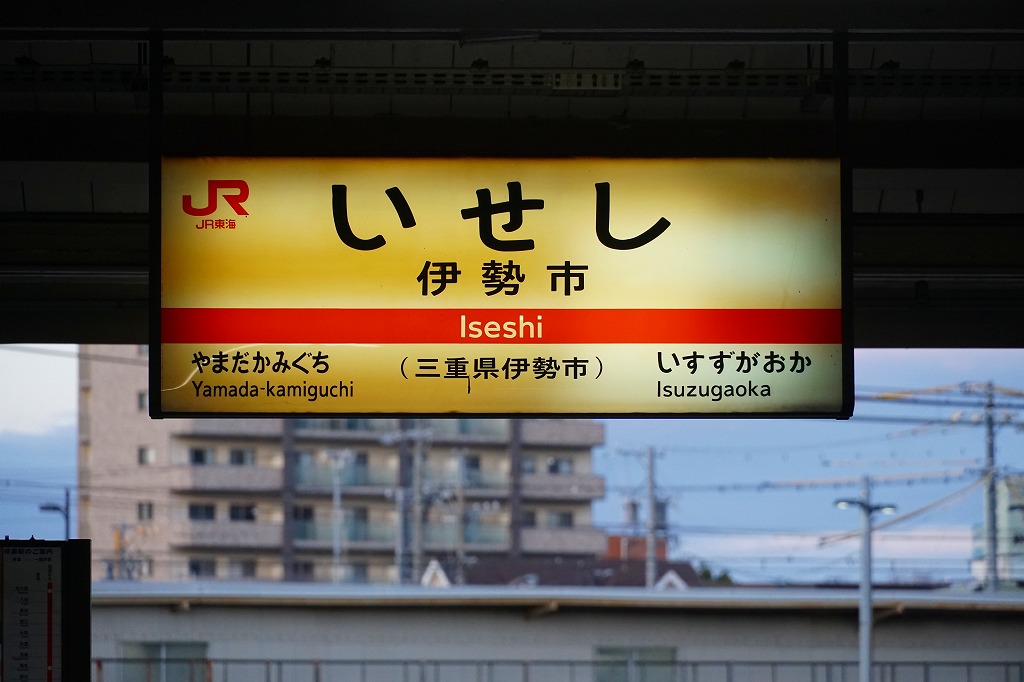 JR
JR東海
いせし
伊勢市
Iseshi
やまだかみぐち
Yamada-kamiguchi
(三重県伊勢市)
いすずがおか
Isuzugaoka